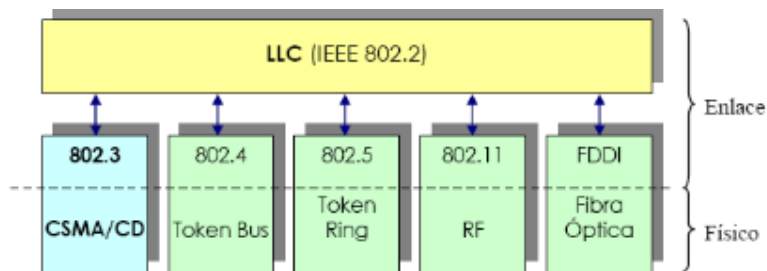 LLC (IEEE 802.2)
Enlace
802.3
802.4
802.5
802.11
FDDI
CSMA/CD
Token Bus
Token
Ring
RF
Fibra
Óptica
Físico